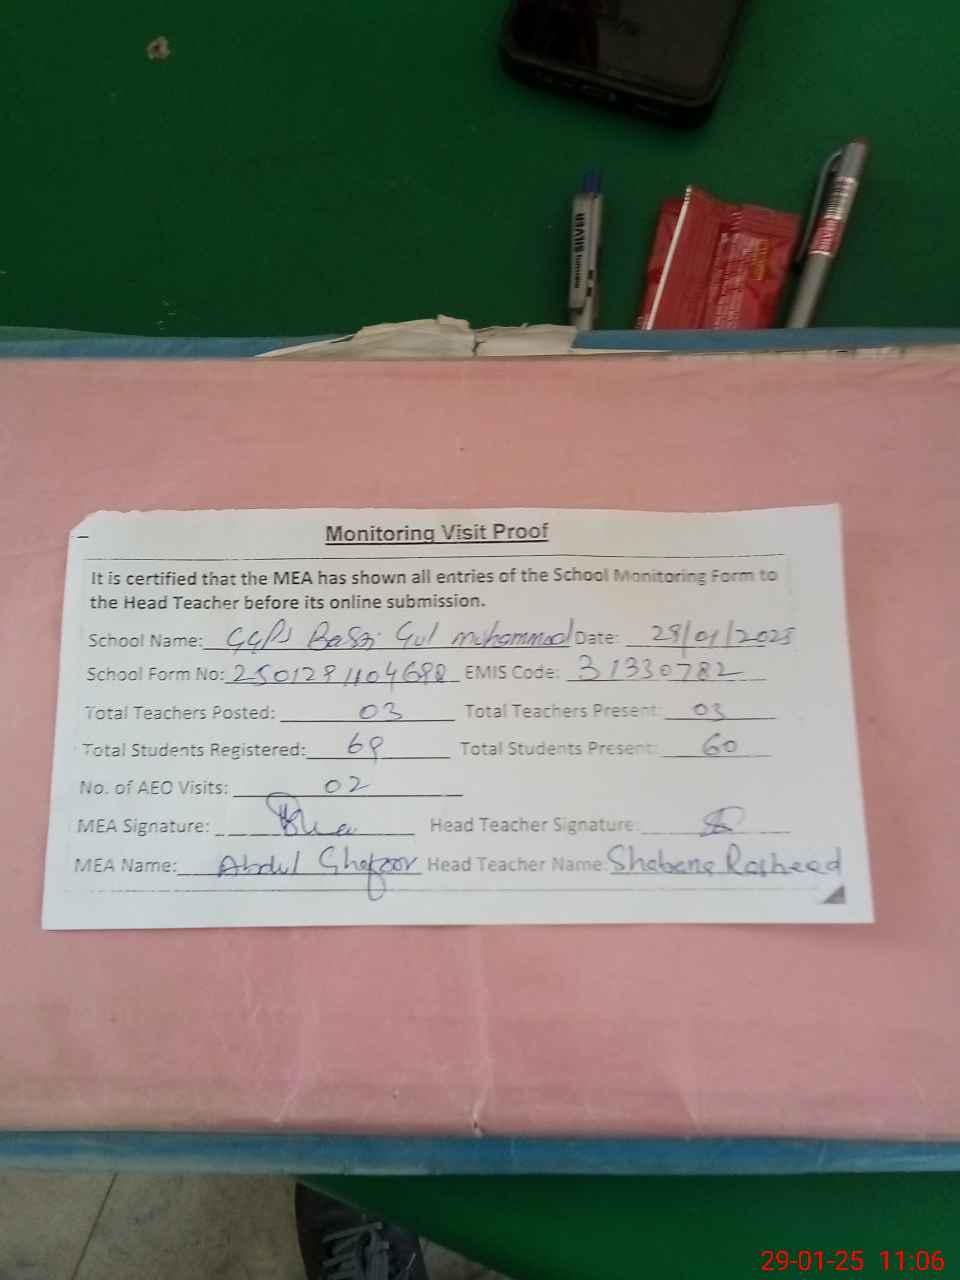 SILVER
Monitoring Visit Proof
It is certified that the MEA has shown all entries of the School Monitoring Form to
the Head Teacher before its online submission.
School Name: GGPS Basti Gul Muhammad Date: 29/01/2025
School Form No: EMIS Code: 31330782
Total Teachers Posted: 03 Total Teachers Present: 03
Total Students Registered: 69 Total Students Present: 60
No. of AEO Visits: 02
MEA Signature: Head Teacher Signature:
MEA Name: Abdul Ghafoor Head Teacher Name: Shabana Rasheed
29-01-25 11:06